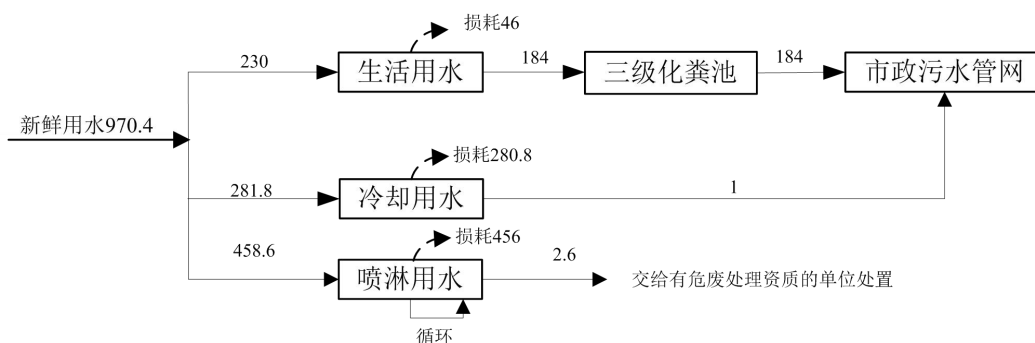 损耗46
230
生活用水
184
三级化粪池
184
市政污水管网
新鲜用水970.4
损耗280.8
281.8
冷却用水
1
损耗456
458.6
喷淋用水
2.6
交给有危废处理资质的单位处置
循环